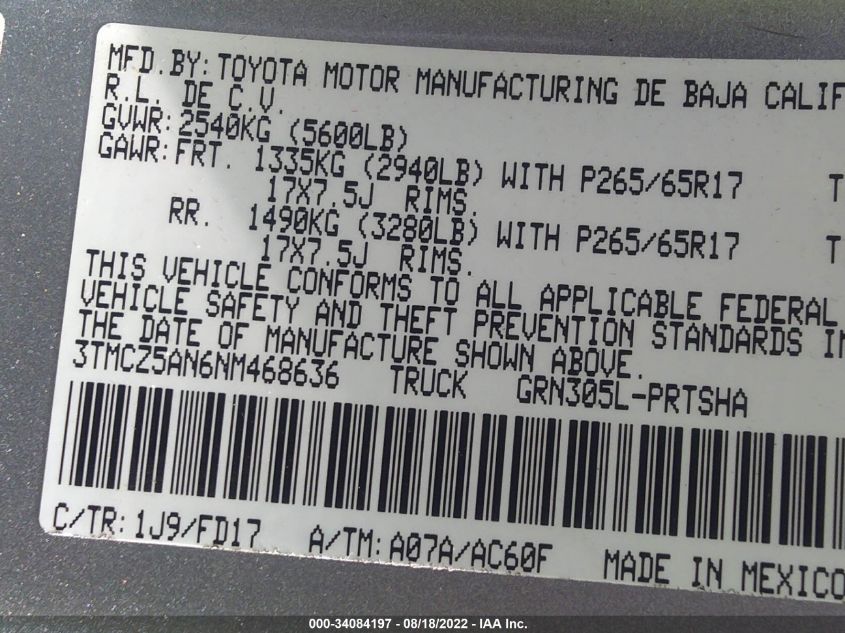 MFD.BY:TOYOTA MOTOR MANUFACTURING DE BAJA CALIF
R.L. DE C.V.
GVWR:2540KG (5600LB)
GAWR:FRT. 1335KG (2940LB) WITH P265/65R17 T
17X7.5J RIMS.
RR. 1490KG (3280LB) WITH P265/65R17 T
17X7.5J RIMS.
THIS VEHICLE CONFORMS TO ALL APPLICABLE FEDERAL
VEHICLE SAFETY AND THEFT PREVENTION STANDARDS IN
THE DATE OF MANUFACTURE SHOWN ABOVE.
3TMCZ5AN6NM468636 TRUCK GRN305L-PRTSHA
C/TR:1J9/FD17 A/TM:A07A/AC60F MADE IN MEXICO
000-34084197 - 08/18/2022 - IAA Inc.